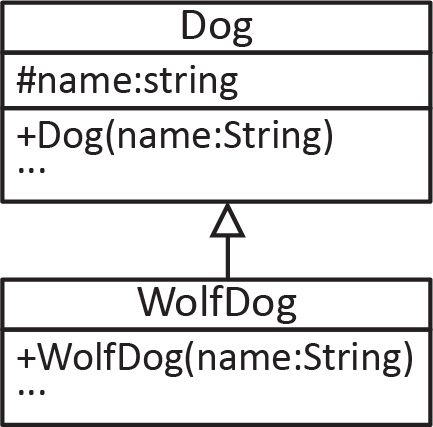 Dog
#name:string
+Dog(name:String)
...
WolfDog
+WolfDog(name:String)
...